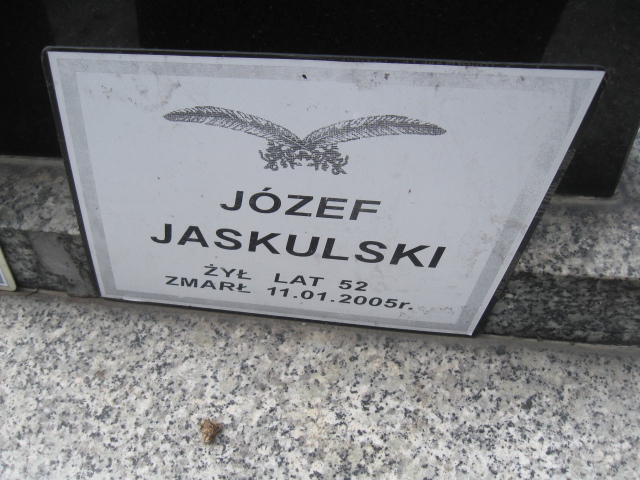 JÓZEF
JASKULSKI
ŻYŁ LAT 52
ZMARŁ 11.01.2005r.